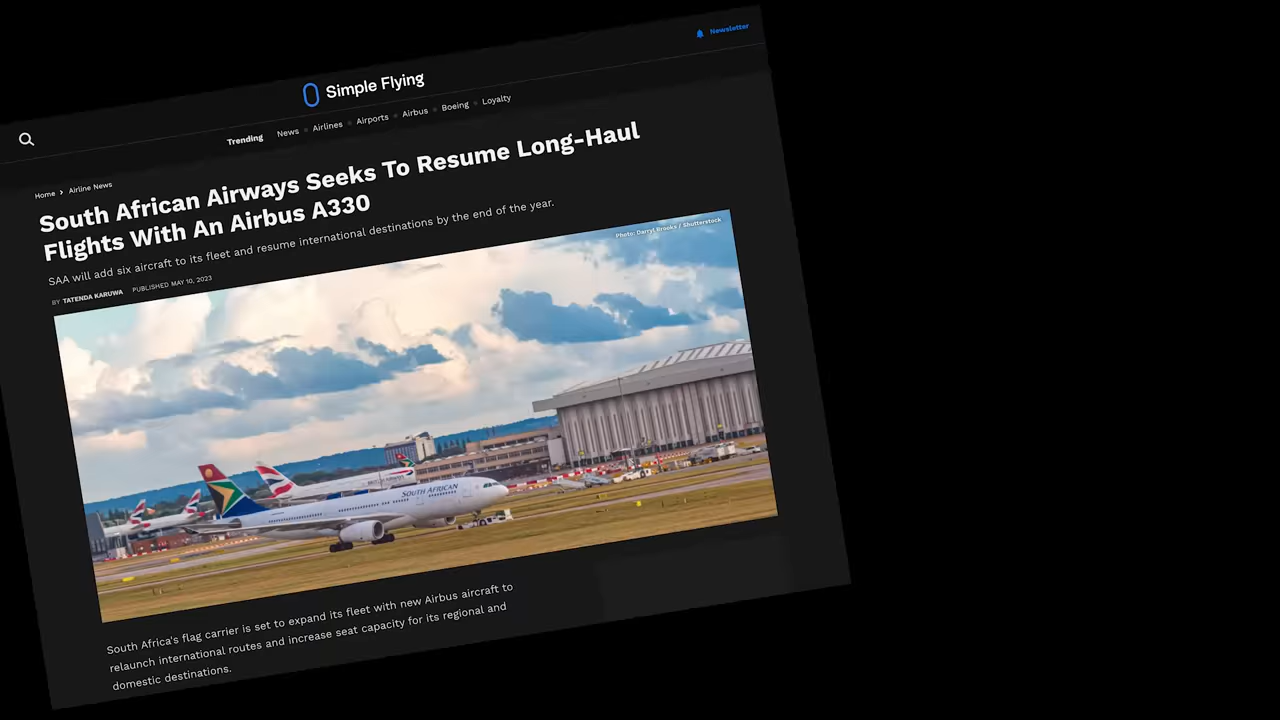 Newsletter
Simple Flying
Trending News Airlines Airports Airbus Boeing Loyalty
Home > Airline News
South African Airways Seeks To Resume Long-Haul
Flights With An Airbus A330
SAA will add six aircraft to its fleet and resume international destinations by the end of the year.
BY TATENDA KARUWA PUBLISHED MAY 10, 2023
Photo: Darryl Brooks / Shutterstock
SOUTH AFRICAN
South Africa's flag carrier is set to expand its fleet with new Airbus aircraft to
relaunch international routes and increase seat capacity for its regional and
domestic destinations.